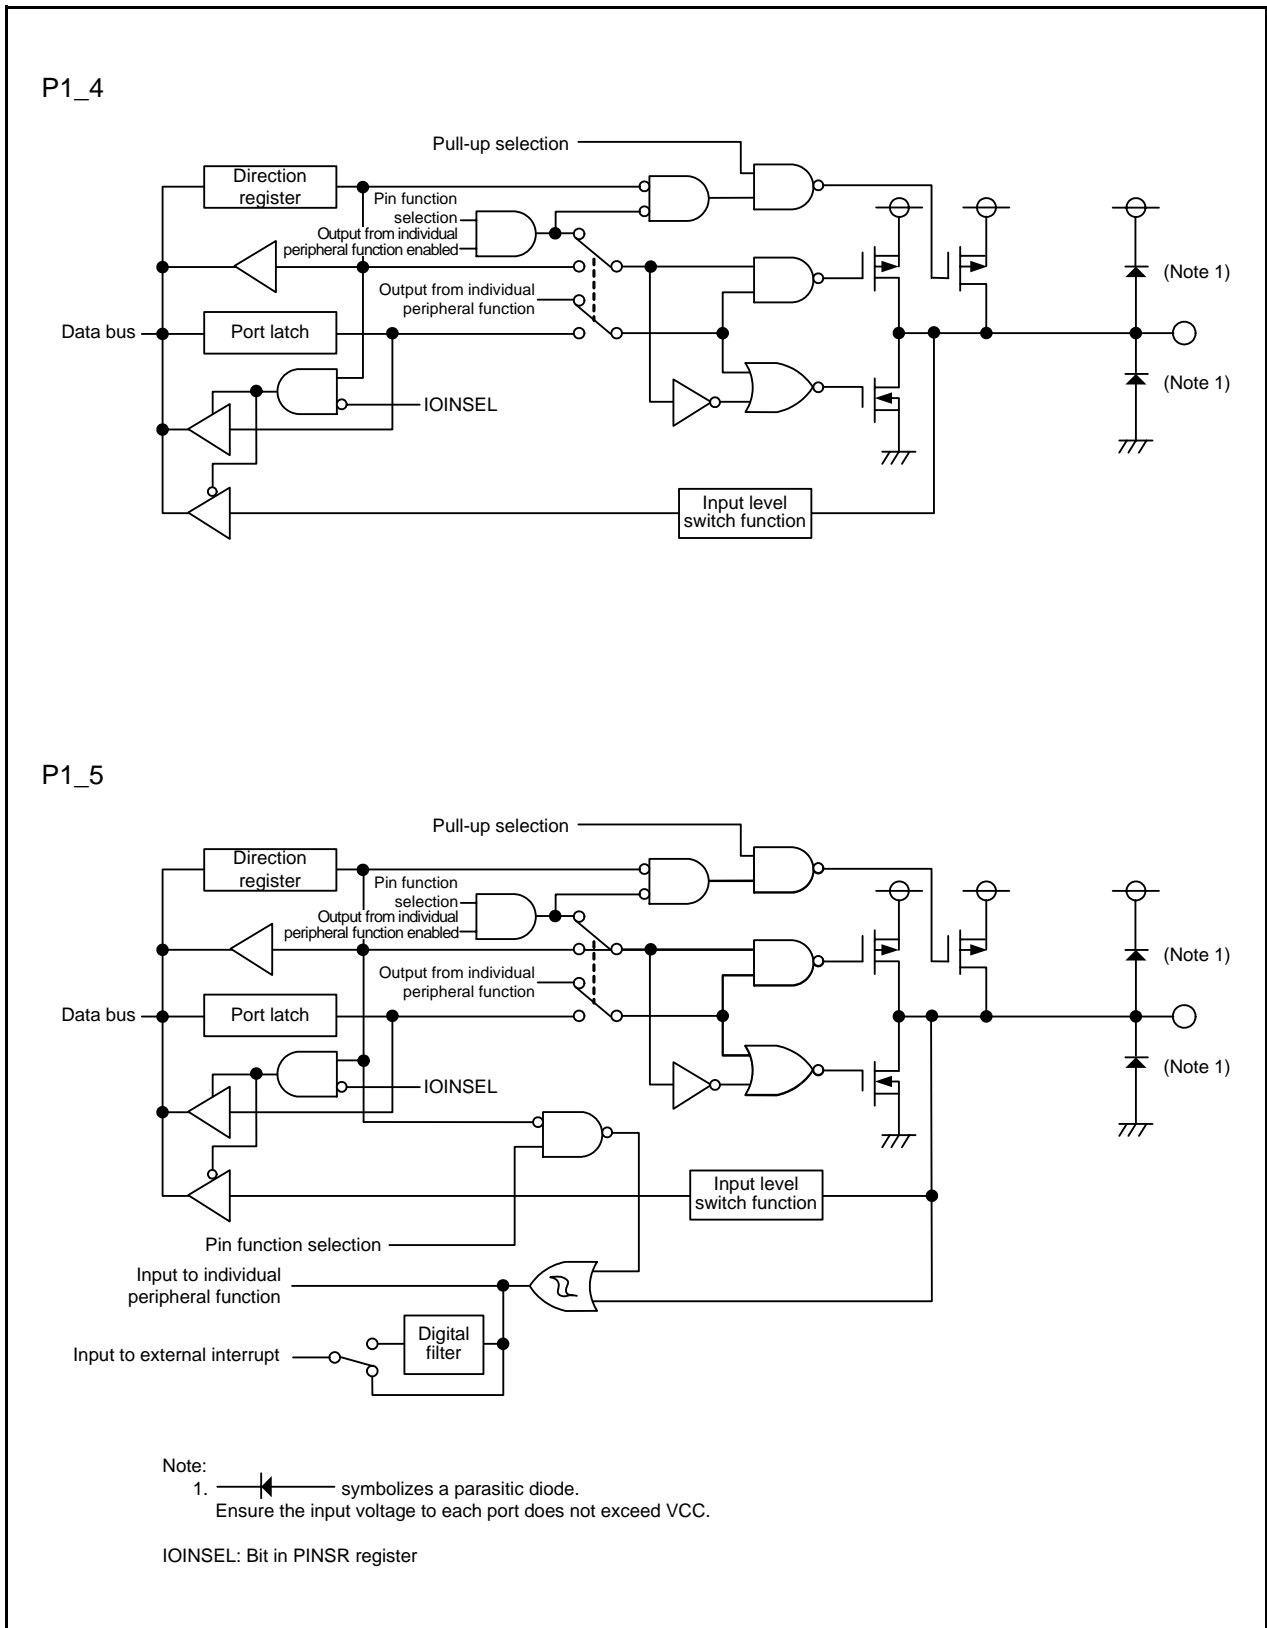 P1_4
Pull-up selection
Direction
register
Pin function
selection
Output from individual
peripheral function enabled
(Note 1)
Output from individual
peripheral function
Data bus
Port latch
(Note 1)
IOINSEL
Input level
switch function
P1_5
Pull-up selection
Direction
register
Pin function
selection
Output from individual
peripheral function enabled
(Note 1)
Output from individual
peripheral function
Data bus
Port latch
(Note 1)
IOINSEL
Input level
switch function
Pin function selection
Input to individual
peripheral function
Digital
filter
Input to external interrupt
Note:
1. symbolizes a parasitic diode.
Ensure the input voltage to each port does not exceed VCC.
IOINSEL: Bit in PINSR register